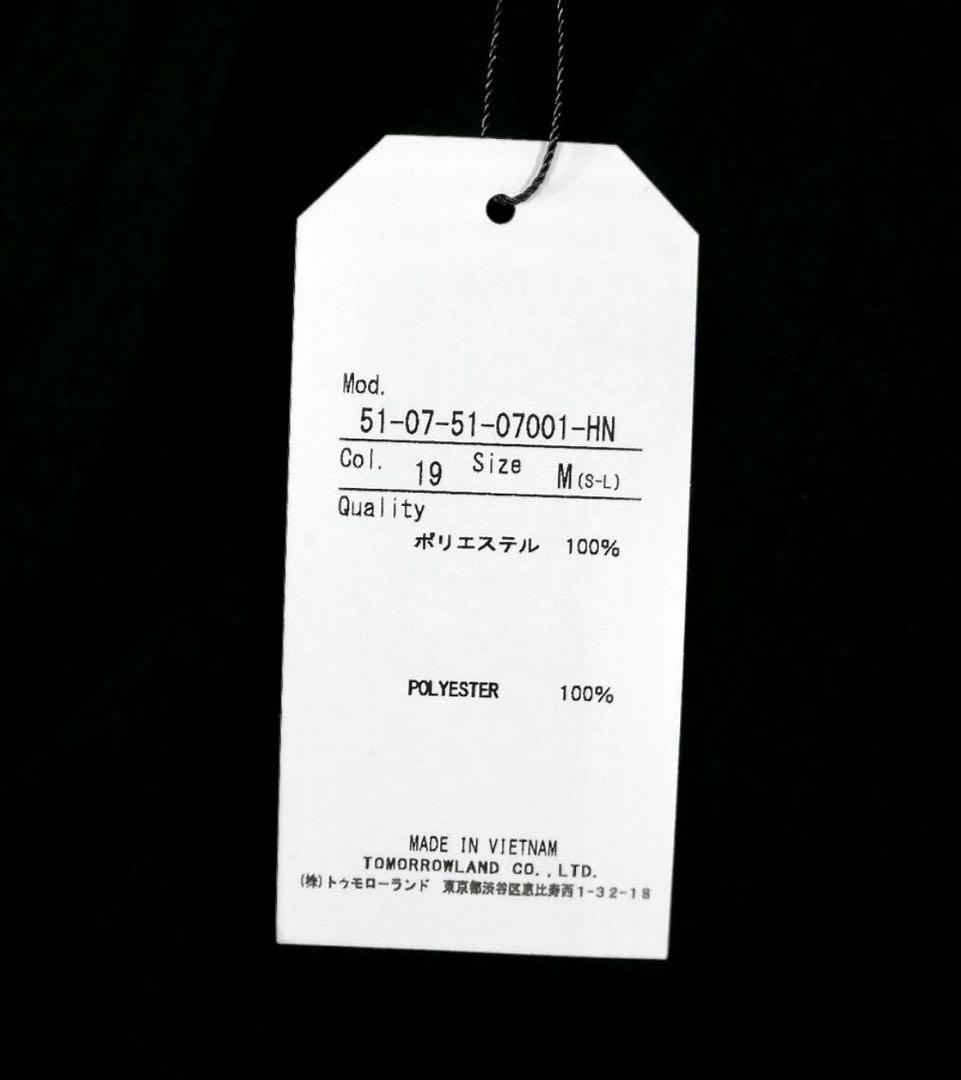 Mod.
51-07-51-07001-HN
Col. 19 Size M(S-L)
Quality
ポリエステル 100%
POLYESTER 100%
MADE IN VIETNAM
TOMORROWLAND CO.,LTD.
(株)トゥモローランド 東京都渋谷区恵比寿西1-32-18